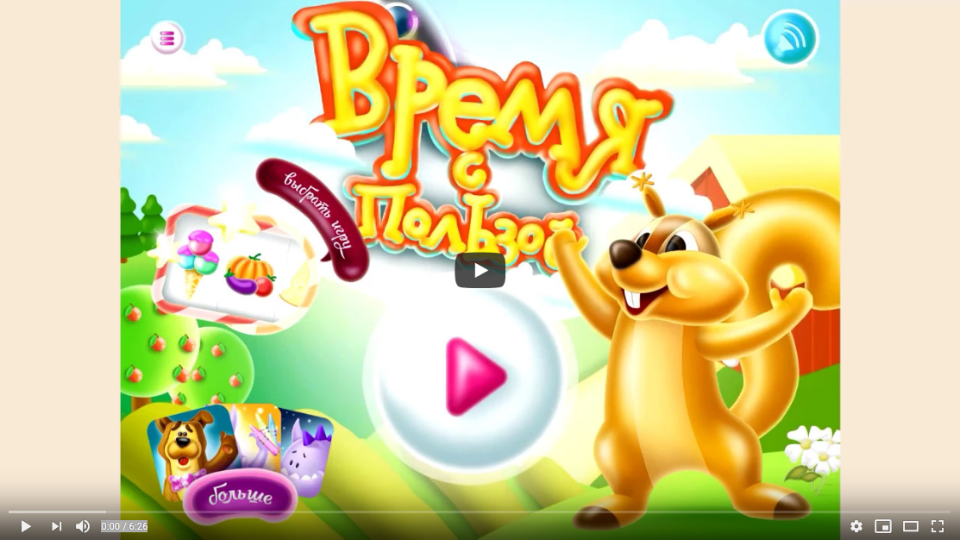 Время
с
Пользой
выбрать игру
больше
0:00 / 6:26